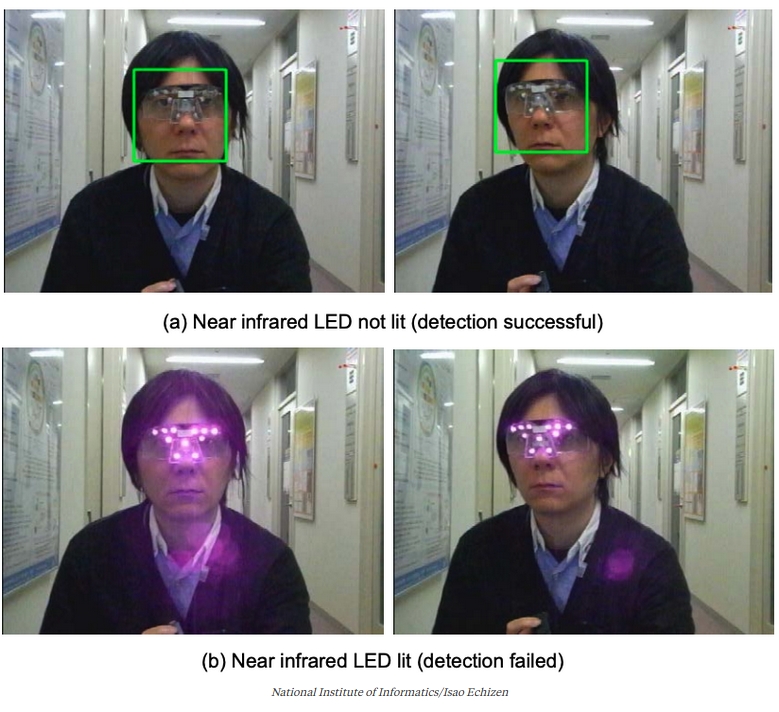 (a) Near infrared LED not lit (detection successful)
(b) Near infrared LED lit (detection failed)
National Institute of Informatics/Isao Echizen